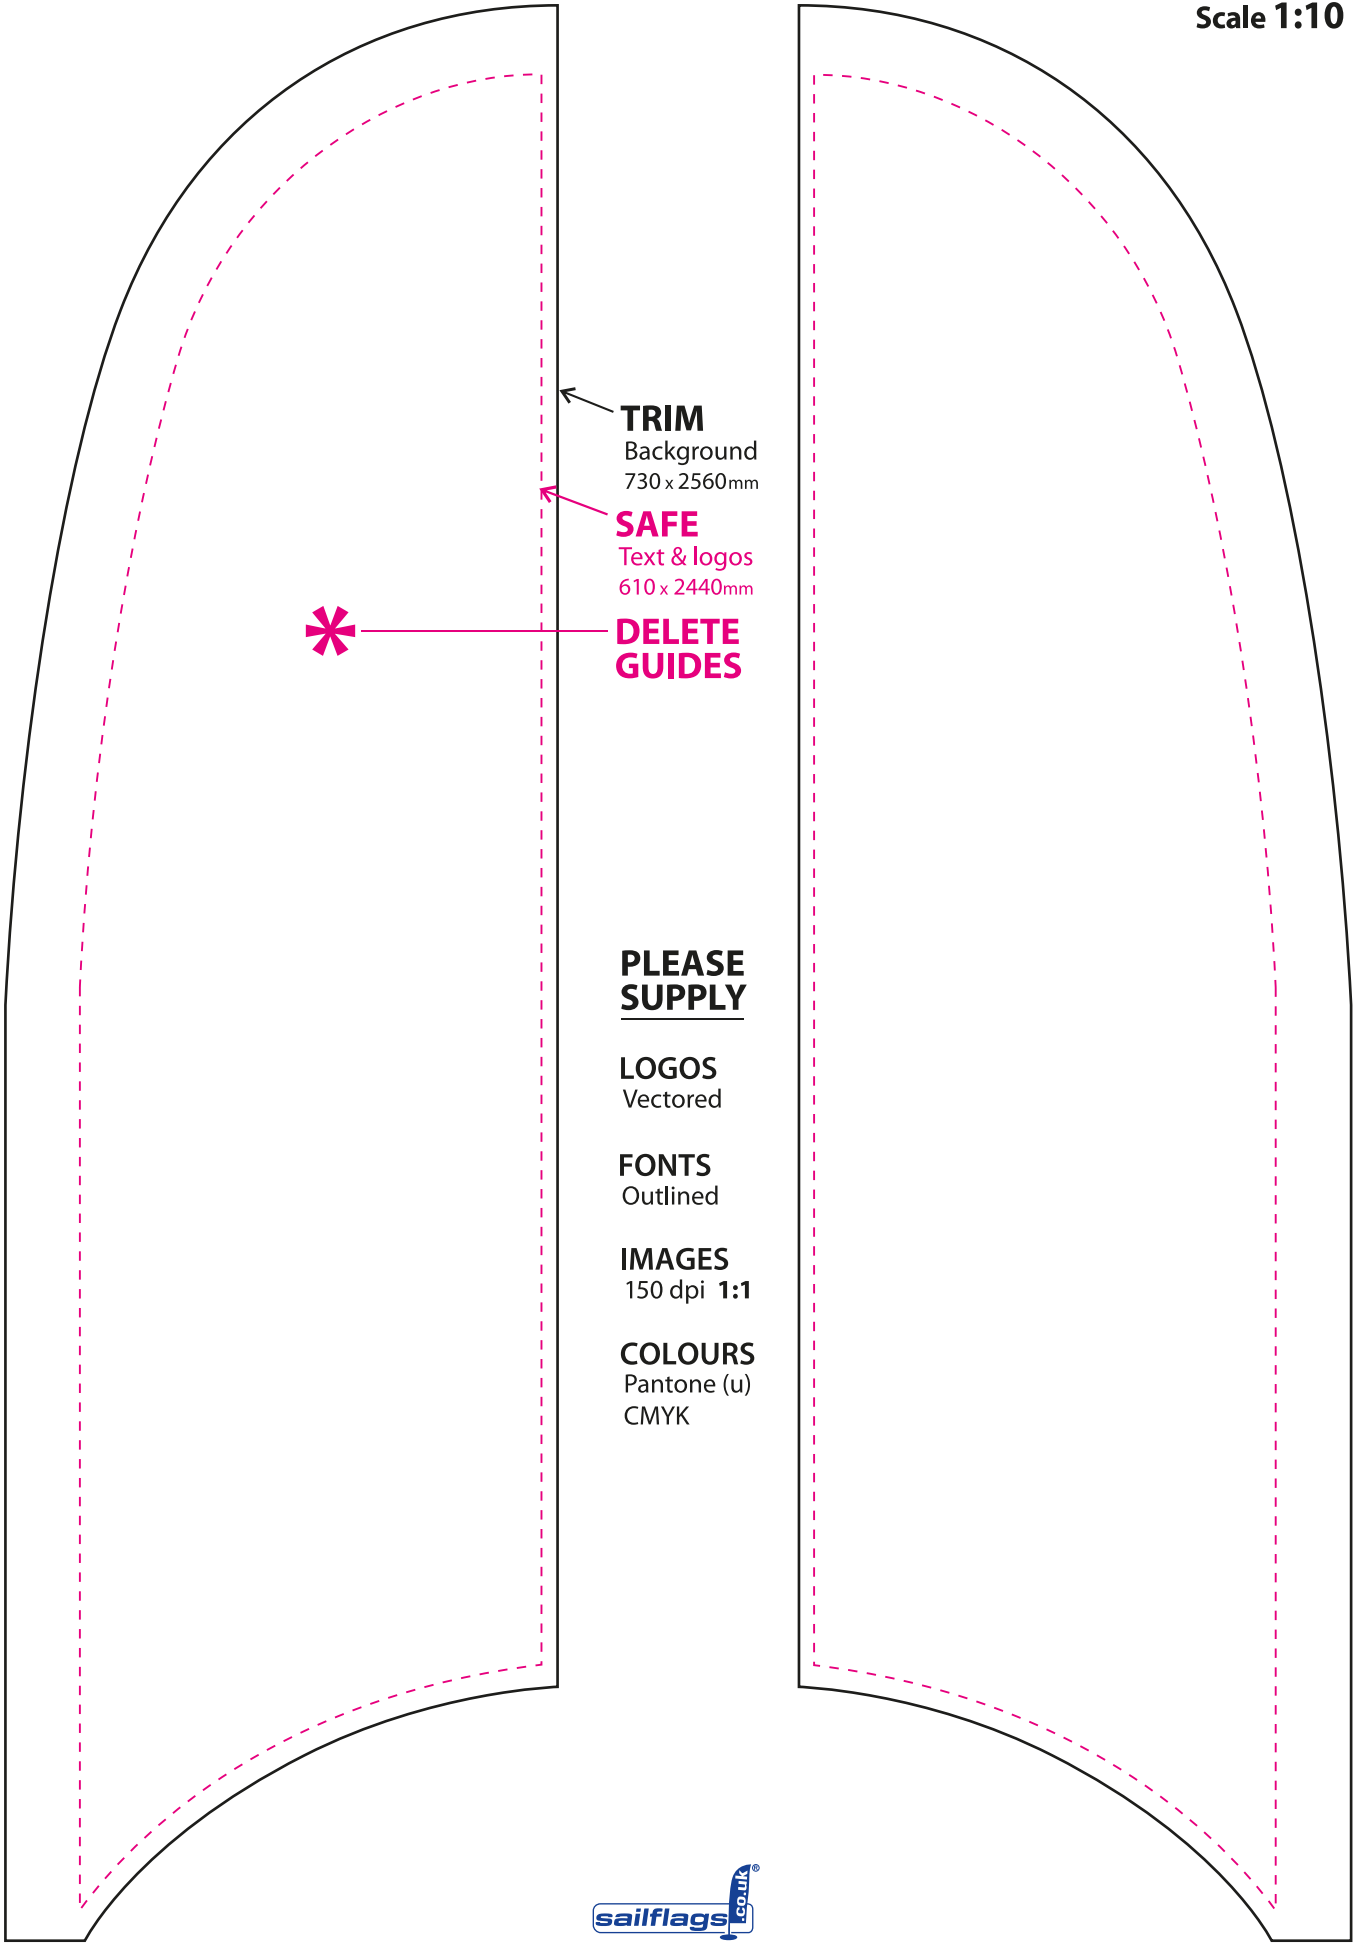 Scale 1:10
TRIM
Background
730 x 2560mm
SAFE
Text & logos
610 x 2440mm
DELETE
GUIDES
PLEASE
SUPPLY
LOGOS
Vectored
FONTS
Outlined
IMAGES
150 dpi 1:1
COLOURS
Pantone (u)
CMYK
sailflags.co.uk®